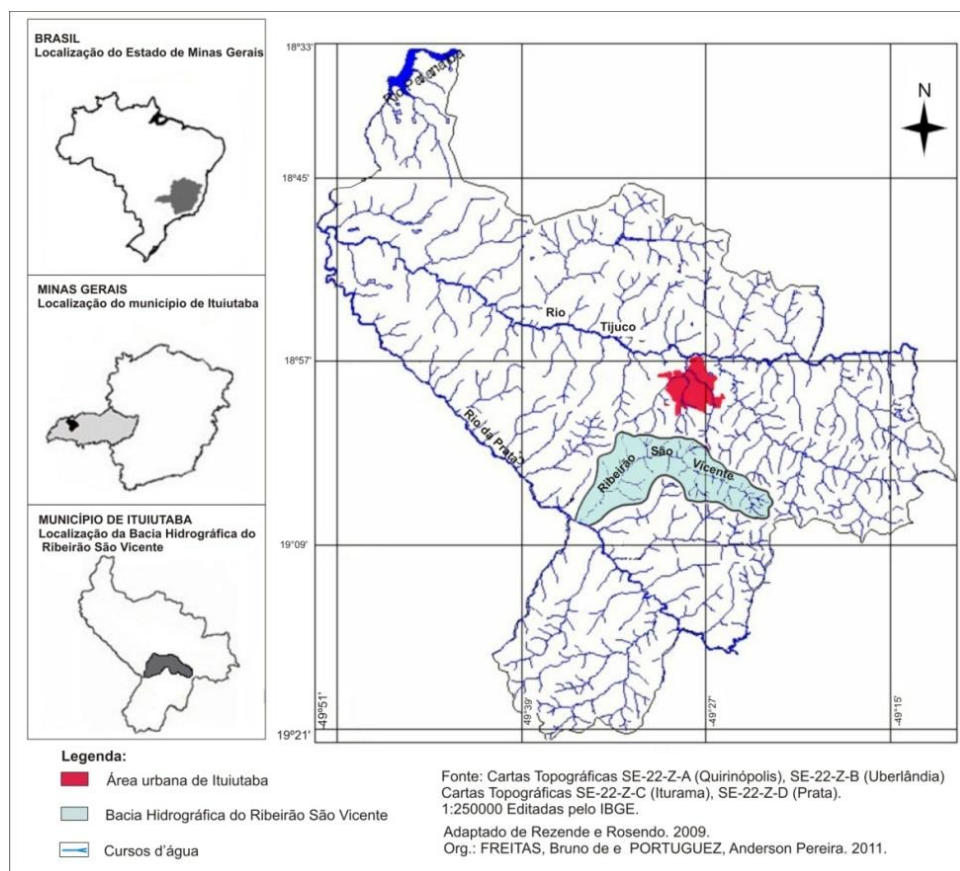 BRASIL
Localização do Estado de Minas Gerais
MINAS GERAIS
Localização do município de Ituiutaba
MUNICÍPIO DE ITUIUTABA
Localização da Bacia Hidrográfica do
Ribeirão São Vicente
18°33'
18°45'
18°57'
19°09'
19°21'
-49°51'
-49°39'
-49°27'
-49°15'
N
Rio Paranaíba
Rio
Tijuco
Rio da Prata
Ribeirão
São
Vicente
Legenda:
Área urbana de Ituiutaba
Bacia Hidrográfica do Ribeirão São Vicente
Cursos d'água
Fonte: Cartas Topográficas SE-22-Z-A (Quirinópolis), SE-22-Z-B (Uberlândia)
Cartas Topográficas SE-22-Z-C (Iturama), SE-22-Z-D (Prata).
1:250000 Editadas pelo IBGE.
Adaptado de Rezende e Rosendo. 2009.
Org.: FREITAS, Bruno de e PORTUGUEZ, Anderson Pereira. 2011.